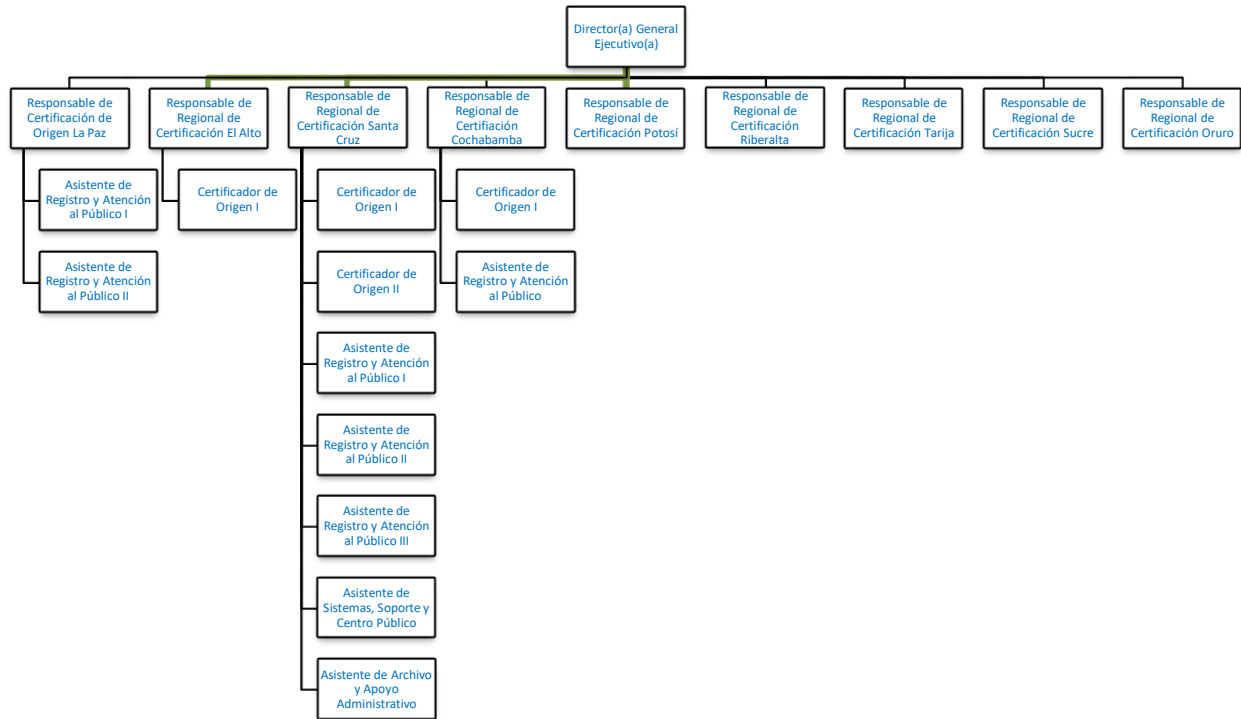 Director(a) General
Ejecutivo(a)
Responsable de
Certificación de
Origen La Paz
Responsable de
Regional de
Certificación El Alto
Responsable de
Regional de
Certificación Santa
Cruz
Responsable de
Regional de
Certifiación
Cochabamba
Responsable de
Regional de
Certificación Potosí
Responsable de
Regional de
Certificación
Riberalta
Responsable de
Regional de
Certificación Tarija
Responsable de
Regional de
Certificación Sucre
Responsable de
Regional de
Certificación Oruro
Asistente de
Registro y Atención
al Público I
Asistente de
Registro y Atención
al Público II
Certificador de
Origen I
Certificador de
Origen I
Certificador de
Origen II
Asistente de
Registro y Atención
al Público I
Asistente de
Registro y Atención
al Público II
Asistente de
Registro y Atención
al Público III
Asistente de
Sistemas, Soporte y
Centro Público
Asistente de Archivo
y Apoyo
Administrativo
Certificador de
Origen I
Asistente de
Registro y Atención
al Público